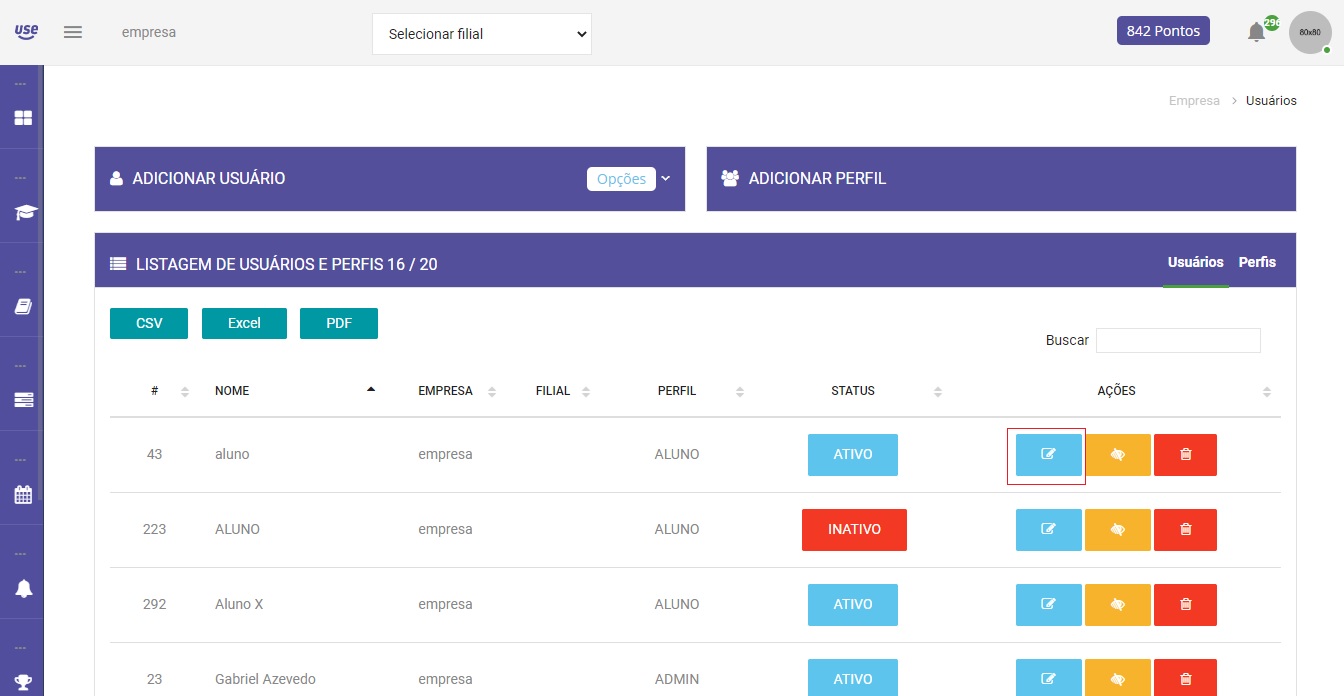 use empresa Selecionar filial 842 Pontos 296 80x80
Empresa > Usuários
ADICIONAR USUÁRIO Opções ADICIONAR PERFIL
LISTAGEM DE USUÁRIOS E PERFIS 16 / 20 Usuários Perfis
CSV Excel PDF
Buscar
# NOME EMPRESA FILIAL PERFIL STATUS AÇÕES
43 aluno empresa ALUNO ATIVO
223 ALUNO empresa ALUNO INATIVO
292 Aluno X empresa ALUNO ATIVO
23 Gabriel Azevedo empresa ADMIN ATIVO